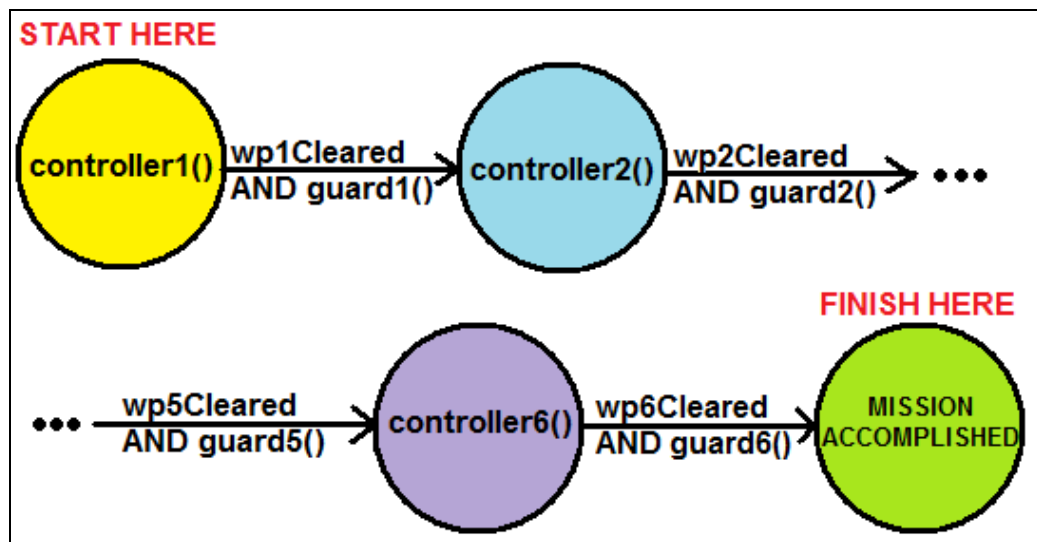 START HERE
controller1()
wp1Cleared
AND guard1()
controller2()
wp2Cleared
AND guard2()
•••
FINISH HERE
•••
wp5Cleared
AND guard5()
controller6()
wp6Cleared
AND guard6()
MISSION
ACCOMPLISHED